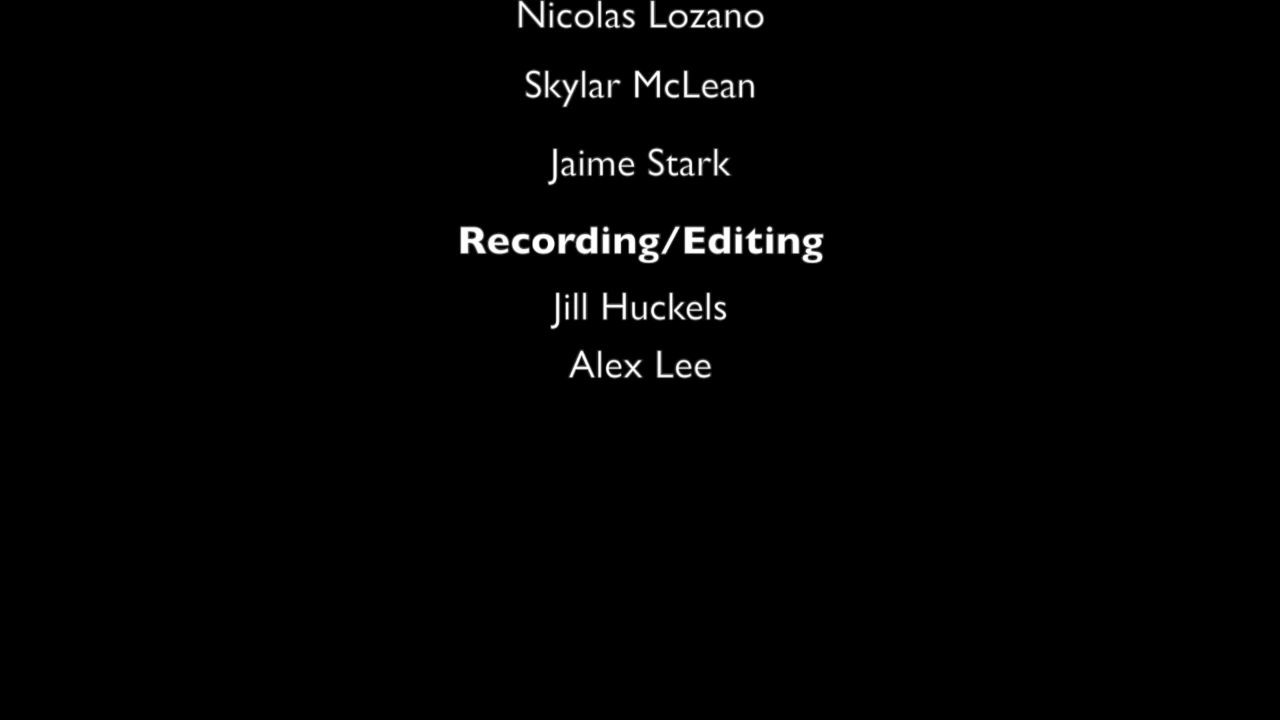 Nicolas Lozano
Skylar McLean
Jaime Stark
Recording/Editing
Jill Huckels
Alex Lee